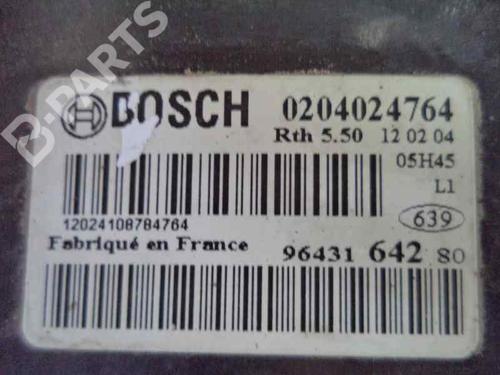 B-PARTS
BOSCH 0204024764
Rth 5.50 12 02 04
05H45
L1
12024108784764
639
Fabriqué en France
96431 642 80